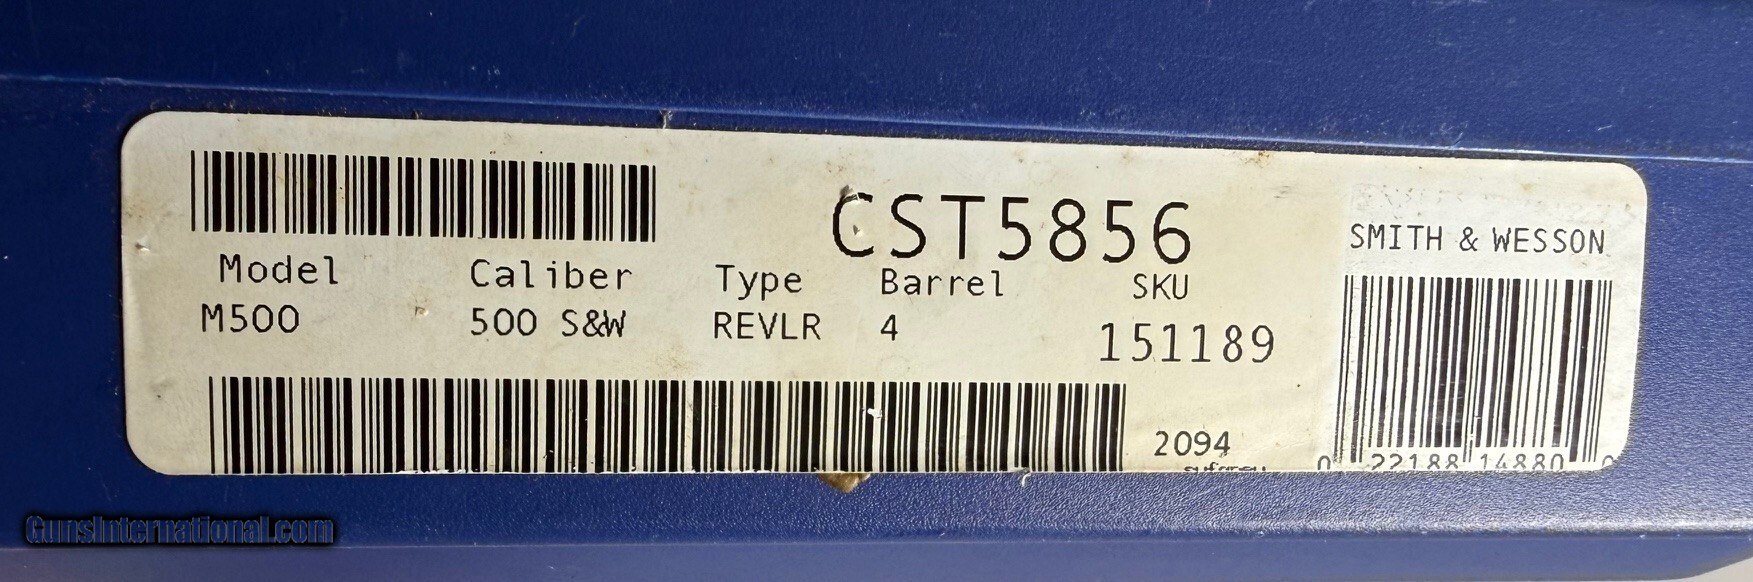 CST5856
Model Caliber Type Barrel SKU
M500 500 S&W REVLR 4 151189
2094
SMITH & WESSON
0 22188 14880
GunsInternational.com